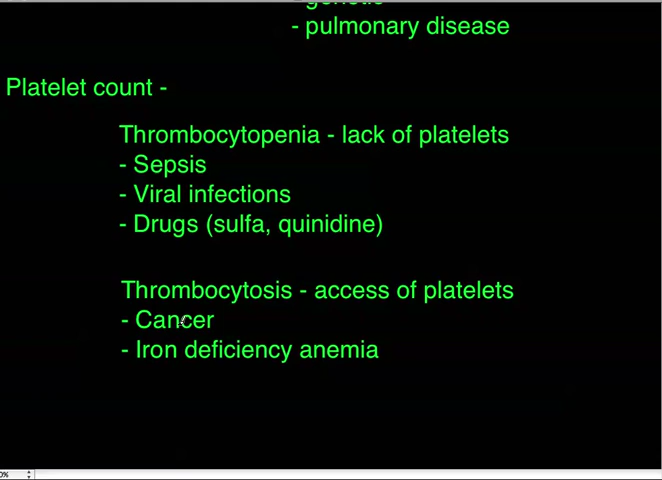 - pulmonary disease
Platelet count -
Thrombocytopenia - lack of platelets
- Sepsis
- Viral infections
- Drugs (sulfa, quinidine)
Thrombocytosis - access of platelets
- Cancer
- Iron deficiency anemia